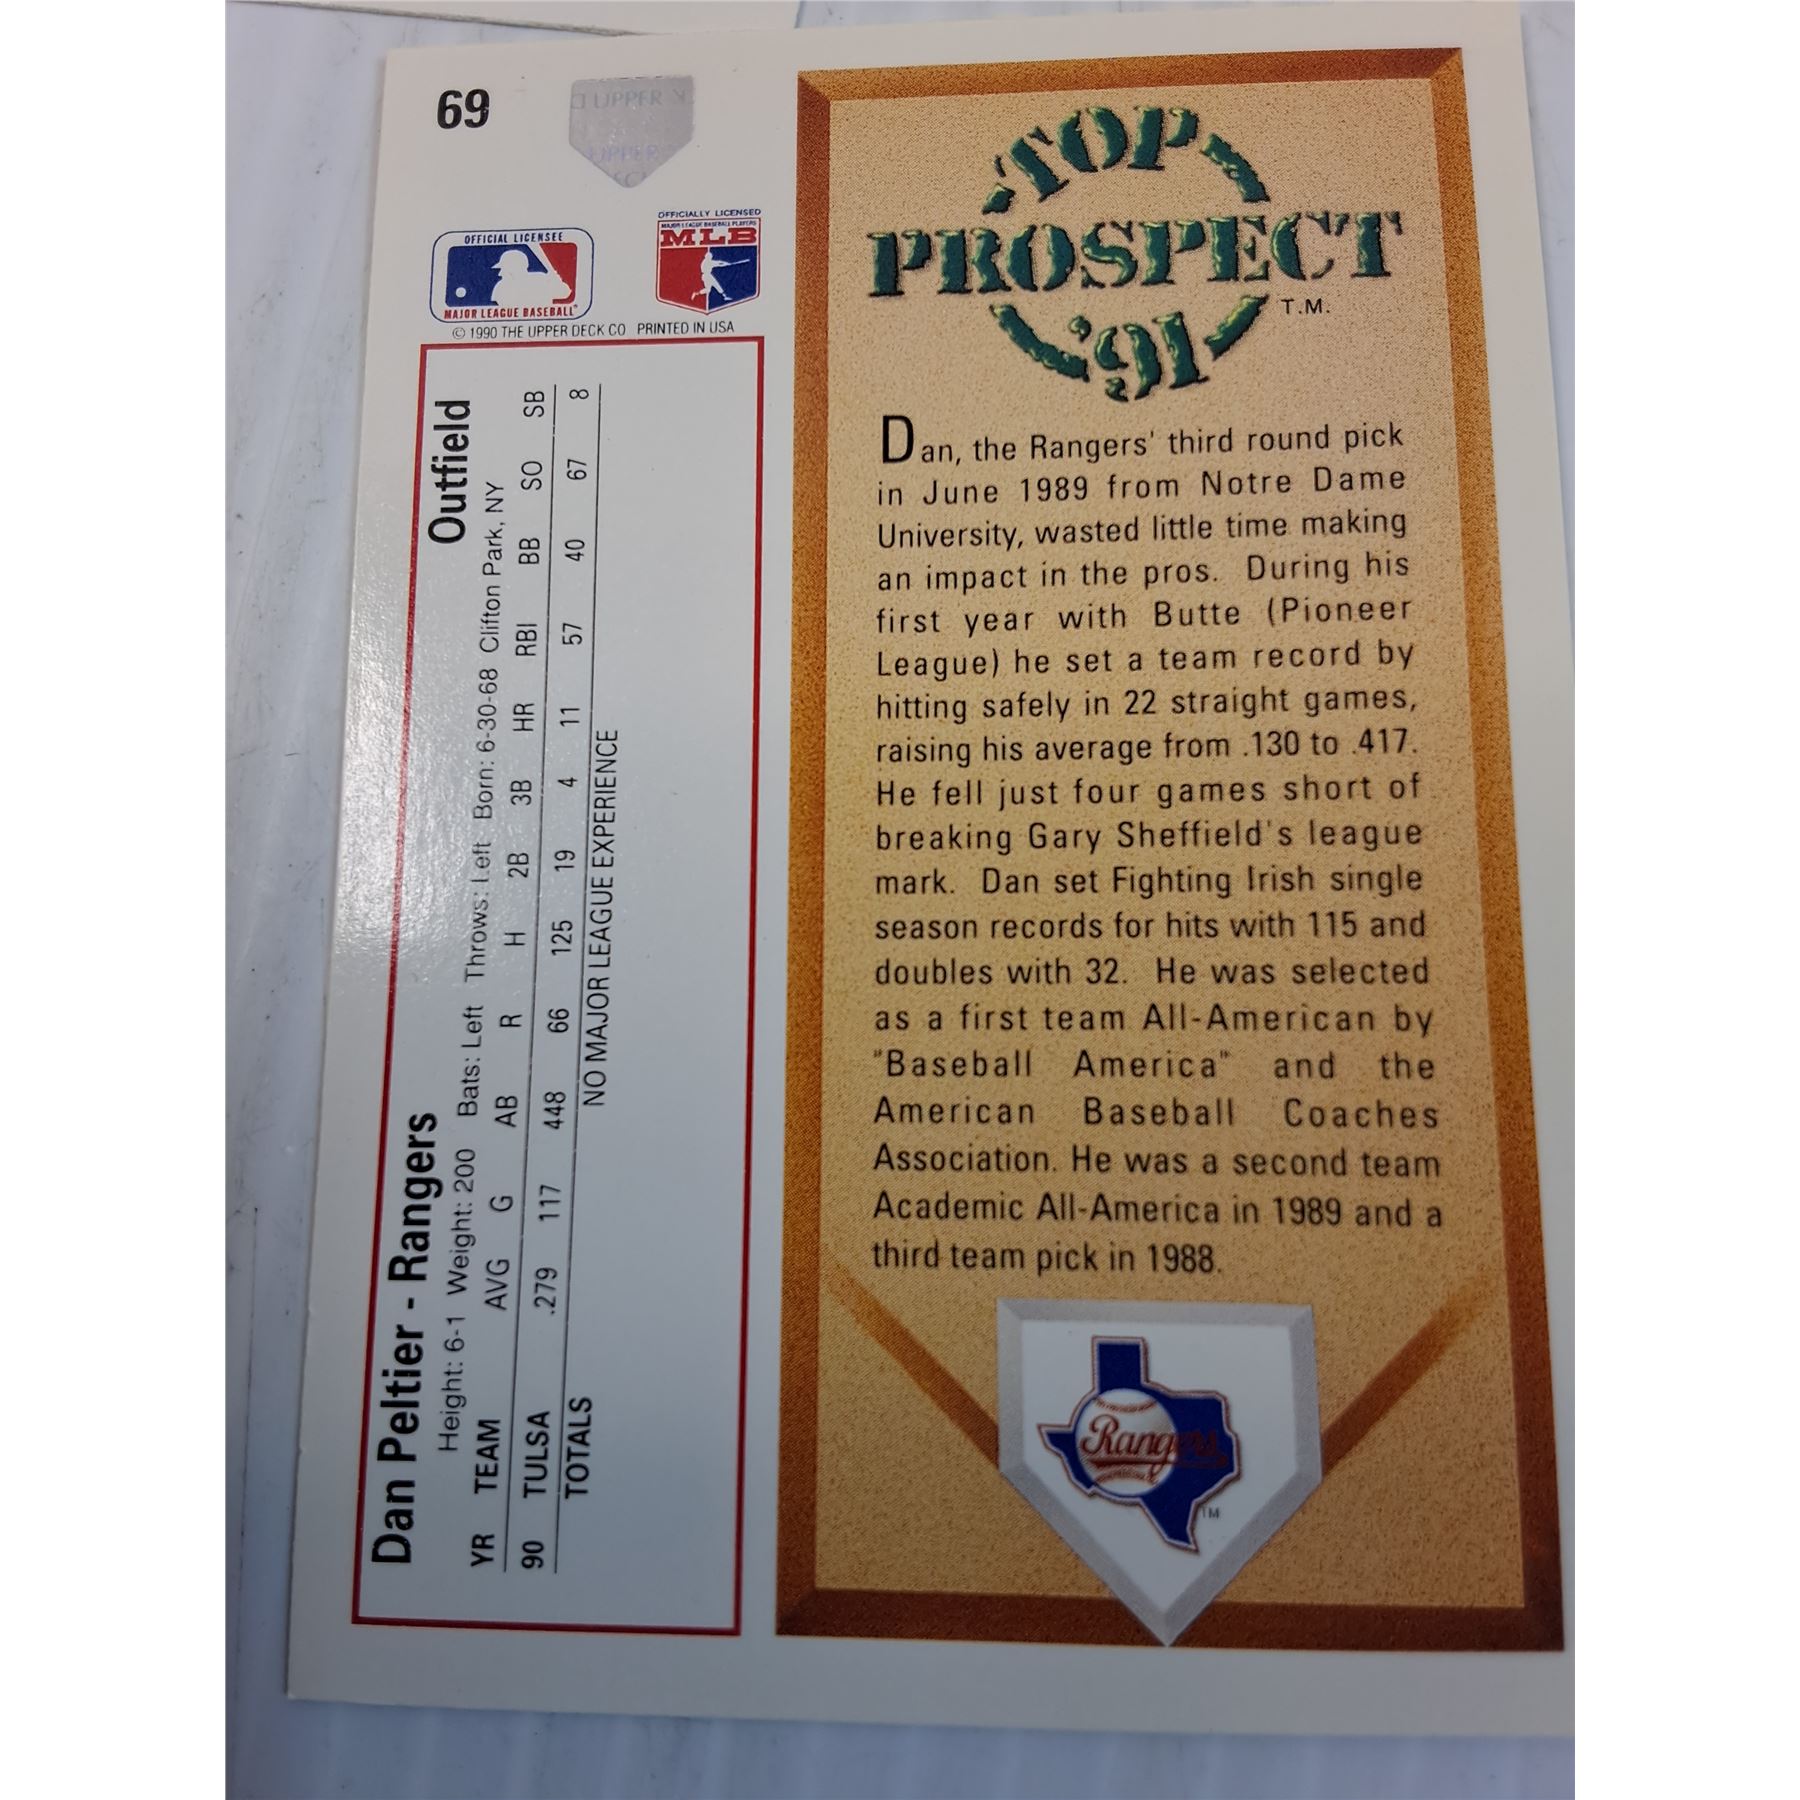 69
UPPER
UPPER
OFFICIAL LICENSEE
MAJOR LEAGUE BASEBALL
OFFICIALLY LICENSED
MAJOR LEAGUE BASEBALL PLAYERS
MLB
© 1990 THE UPPER DECK CO PRINTED IN USA
Dan Peltier - Rangers Outfield
Height: 6-1 Weight: 200 Bats: Left Throws: Left Born: 6-30-68 Clifton Park, NY
YR TEAM AVG G AB R H 2B 3B HR RBI BB SO SB
90 TULSA .279 117 448 66 125 19 4 11 57 40 67 8
TOTALS NO MAJOR LEAGUE EXPERIENCE
TOP
PROSPECT
'91 T.M.
Dan, the Rangers' third round pick
in June 1989 from Notre Dame
University, wasted little time making
an impact in the pros. During his
first year with Butte (Pioneer
League) he set a team record by
hitting safely in 22 straight games,
raising his average from .130 to .417.
He fell just four games short of
breaking Gary Sheffield's league
mark. Dan set Fighting Irish single
season records for hits with 115 and
doubles with 32. He was selected
as a first team All-American by
"Baseball America" and the
American Baseball Coaches
Association. He was a second team
Academic All-America in 1989 and a
third team pick in 1988.
Rangers
TM